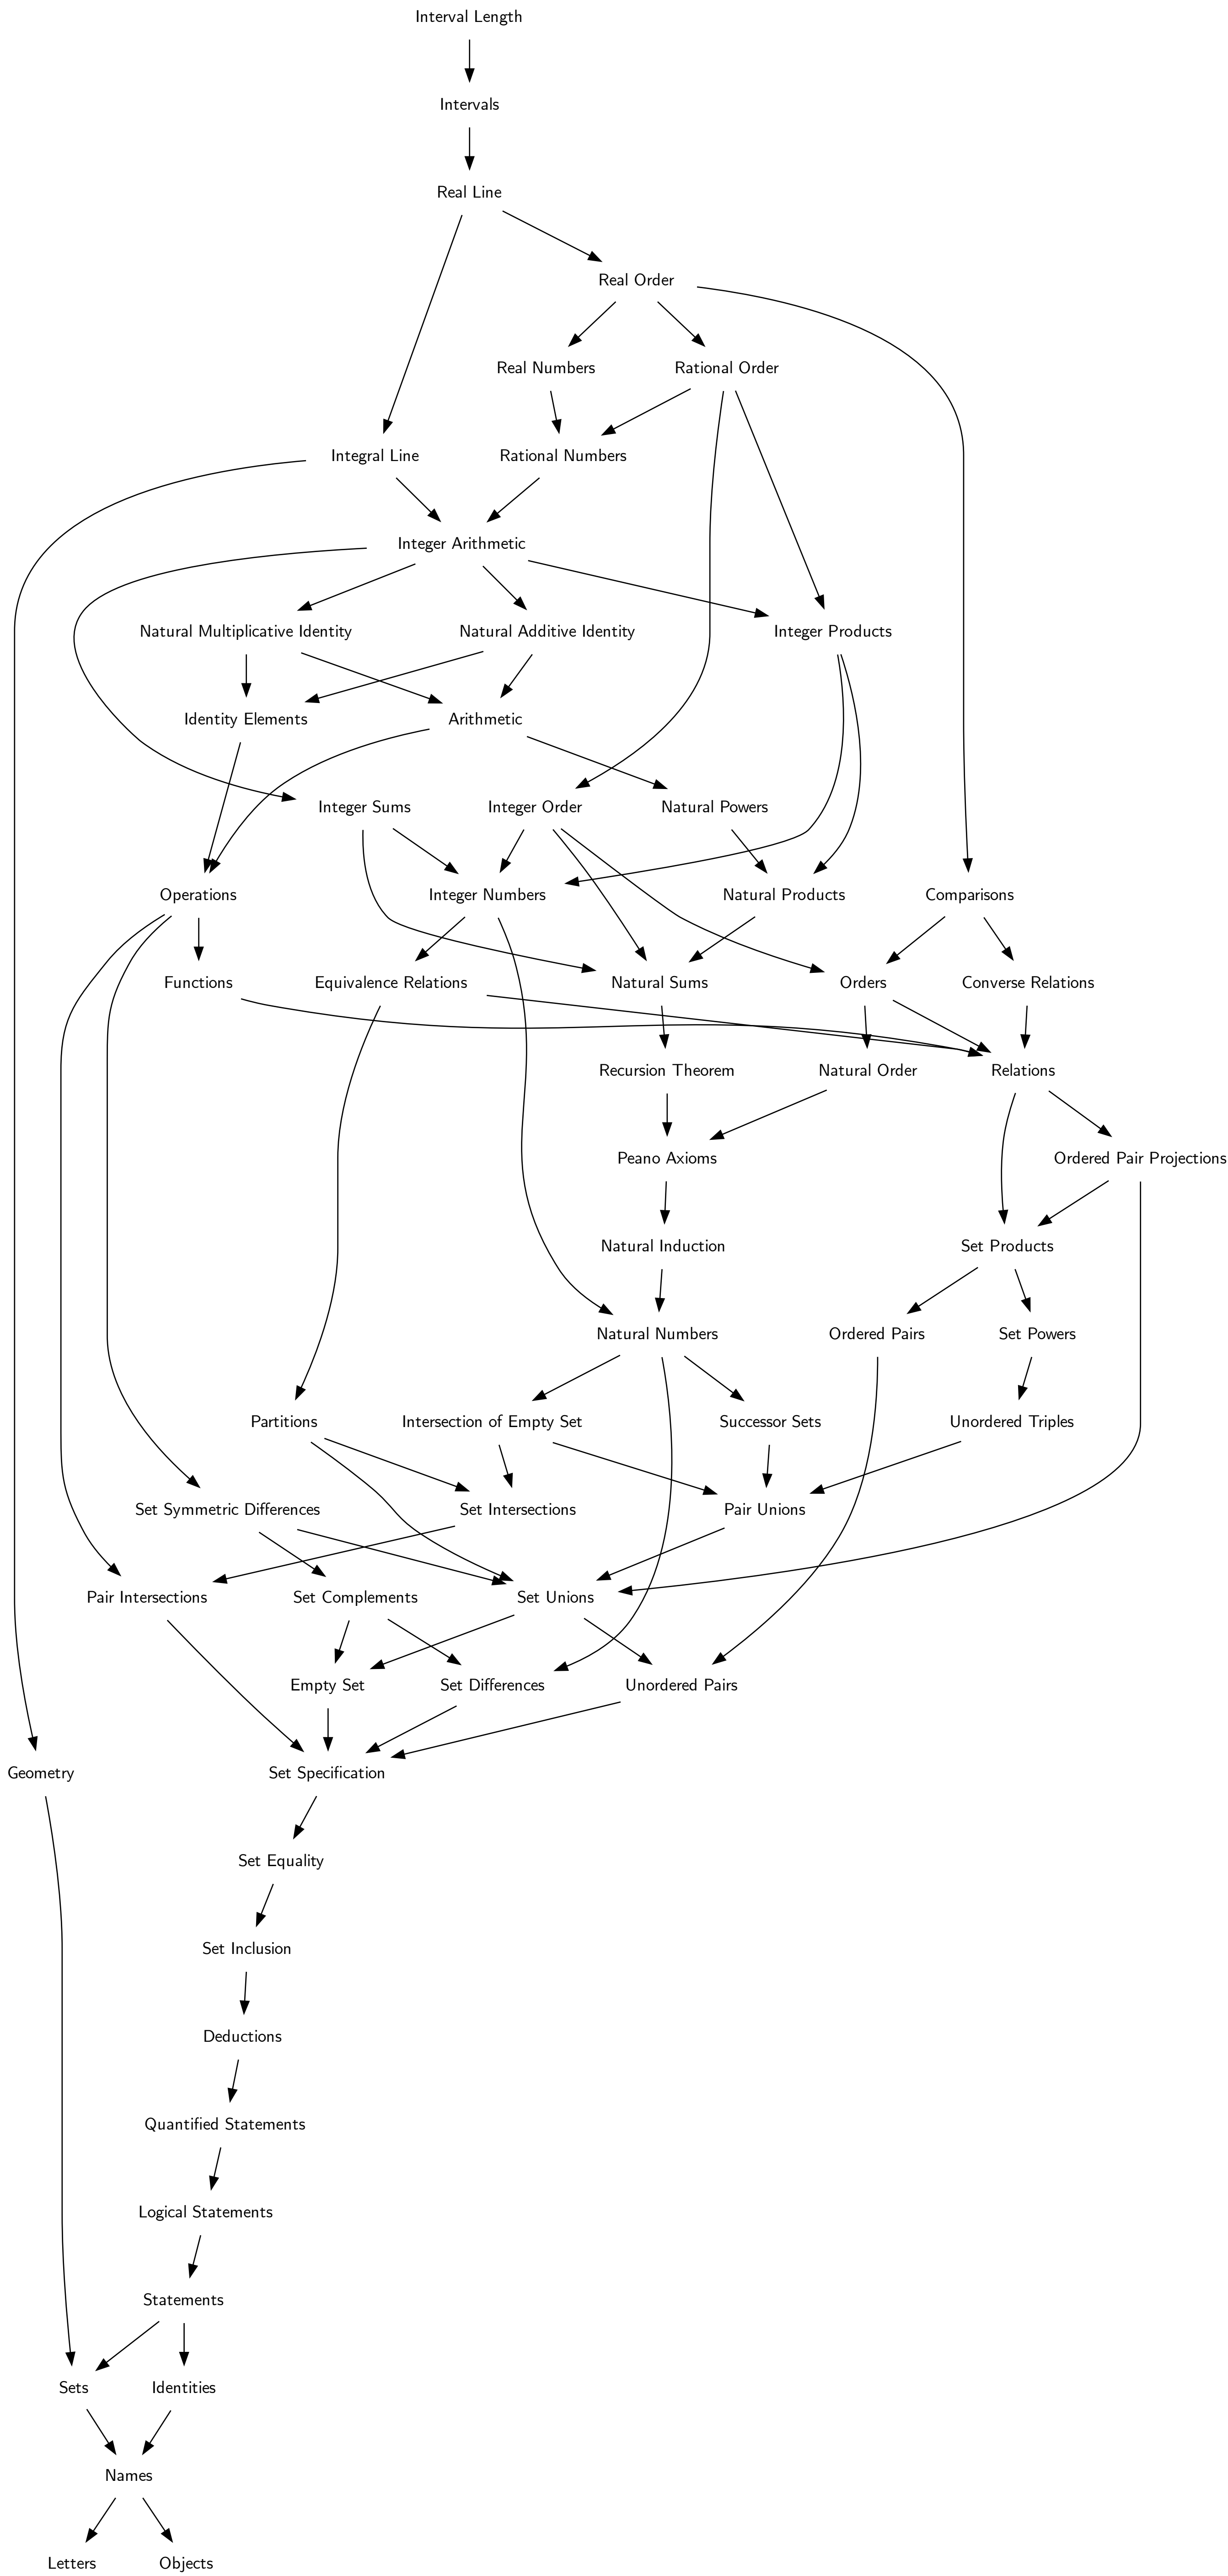 Interval Length
Intervals
Real Line
Real Order
Real Numbers
Rational Order
Integral Line
Rational Numbers
Integer Arithmetic
Natural Multiplicative Identity
Natural Additive Identity
Integer Products
Identity Elements
Arithmetic
Integer Sums
Integer Order
Natural Powers
Operations
Integer Numbers
Natural Products
Comparisons
Functions
Equivalence Relations
Natural Sums
Orders
Converse Relations
Recursion Theorem
Natural Order
Relations
Peano Axioms
Ordered Pair Projections
Natural Induction
Set Products
Natural Numbers
Ordered Pairs
Set Powers
Partitions
Intersection of Empty Set
Successor Sets
Unordered Triples
Set Symmetric Differences
Set Intersections
Pair Unions
Pair Intersections
Set Complements
Set Unions
Empty Set
Set Differences
Unordered Pairs
Geometry
Set Specification
Set Equality
Set Inclusion
Deductions
Quantified Statements
Logical Statements
Statements
Sets
Identities
Names
Letters
Objects